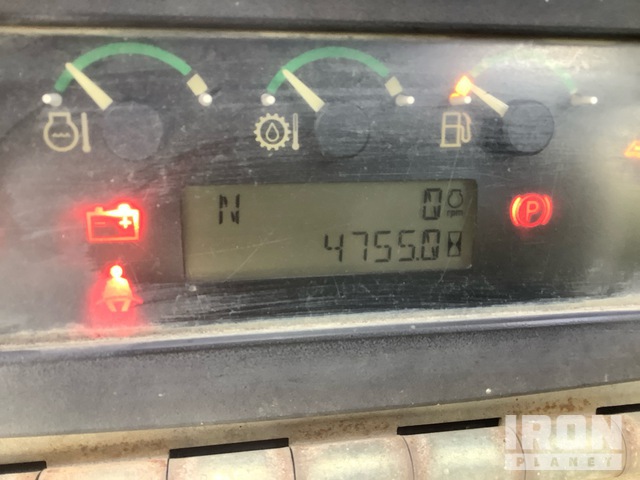 N 0 rpm
4755.0
P
IRON
PLANET